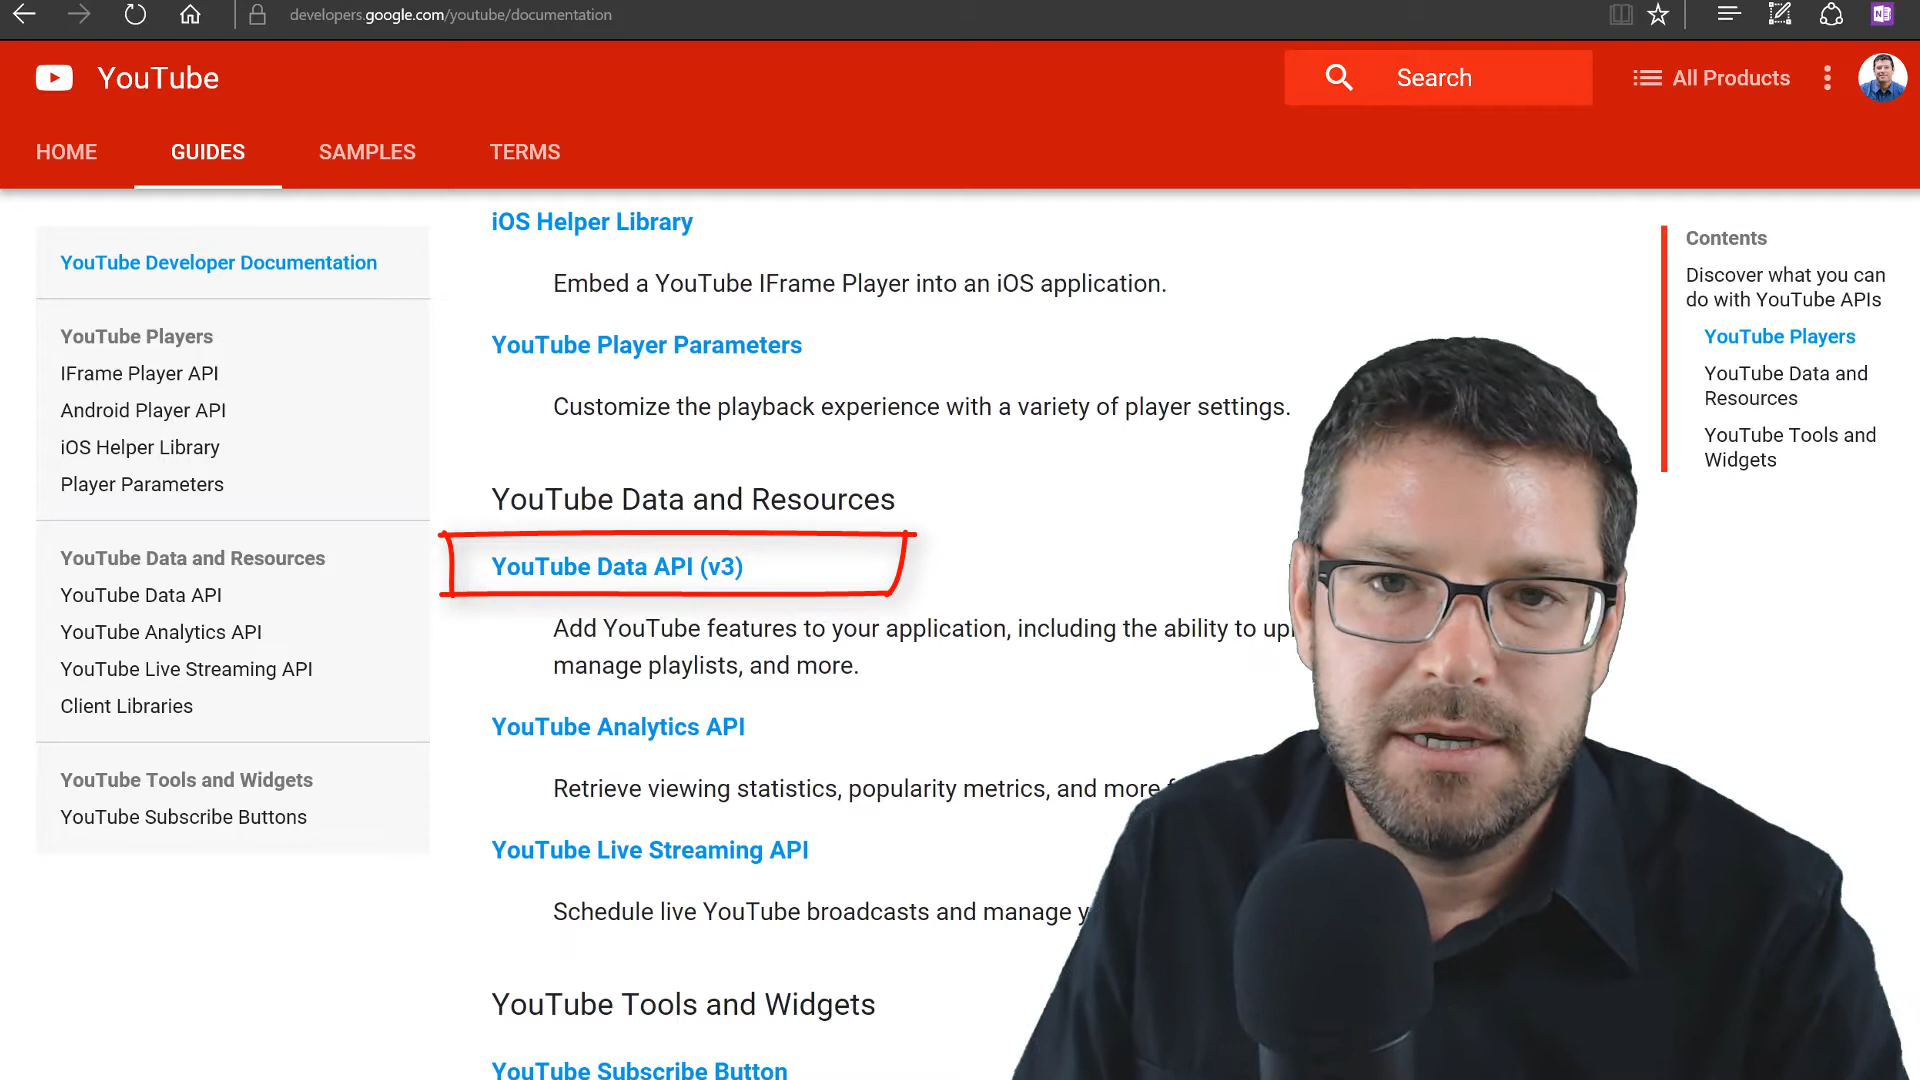 developers.google.com/youtube/documentation
YouTube
Search
All Products
HOME
GUIDES
SAMPLES
TERMS
YouTube Developer Documentation
YouTube Players
IFrame Player API
Android Player API
iOS Helper Library
Player Parameters
YouTube Data and Resources
YouTube Data API
YouTube Analytics API
YouTube Live Streaming API
Client Libraries
YouTube Tools and Widgets
YouTube Subscribe Buttons
iOS Helper Library
Embed a YouTube IFrame Player into an iOS application.
YouTube Player Parameters
Customize the playback experience with a variety of player settings.
YouTube Data and Resources
YouTube Data API (v3)
Add YouTube features to your application, including the ability to
manage playlists, and more.
YouTube Analytics API
Retrieve viewing statistics, popularity metrics, and more
YouTube Live Streaming API
Schedule live YouTube broadcasts and manage
YouTube Tools and Widgets
YouTube Subscribe Button
Contents
Discover what you can
do with YouTube APIs
YouTube Players
YouTube Data and
Resources
YouTube Tools and
Widgets